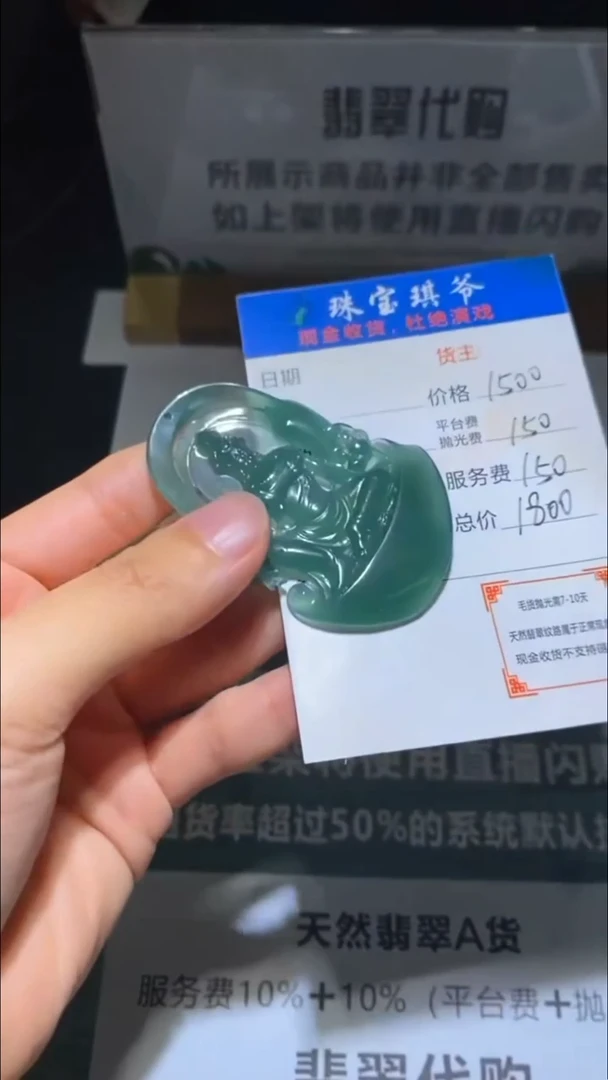 翡翠代购
所展示商品并非全部售卖
如上架将使用直播闪购
珠宝琪爷
现金收货，杜绝演戏
货主
日期
价格 1500
平台费
抛光费 150
服务费 150
总价 1800
毛货抛光需7-10天
天然翡翠纹路属于正常现
现金收货不支持
使用直播闪购
货率超过50%的系统默认
天然翡翠A货
服务费10%+10%（平台费+抛
翡翠代购